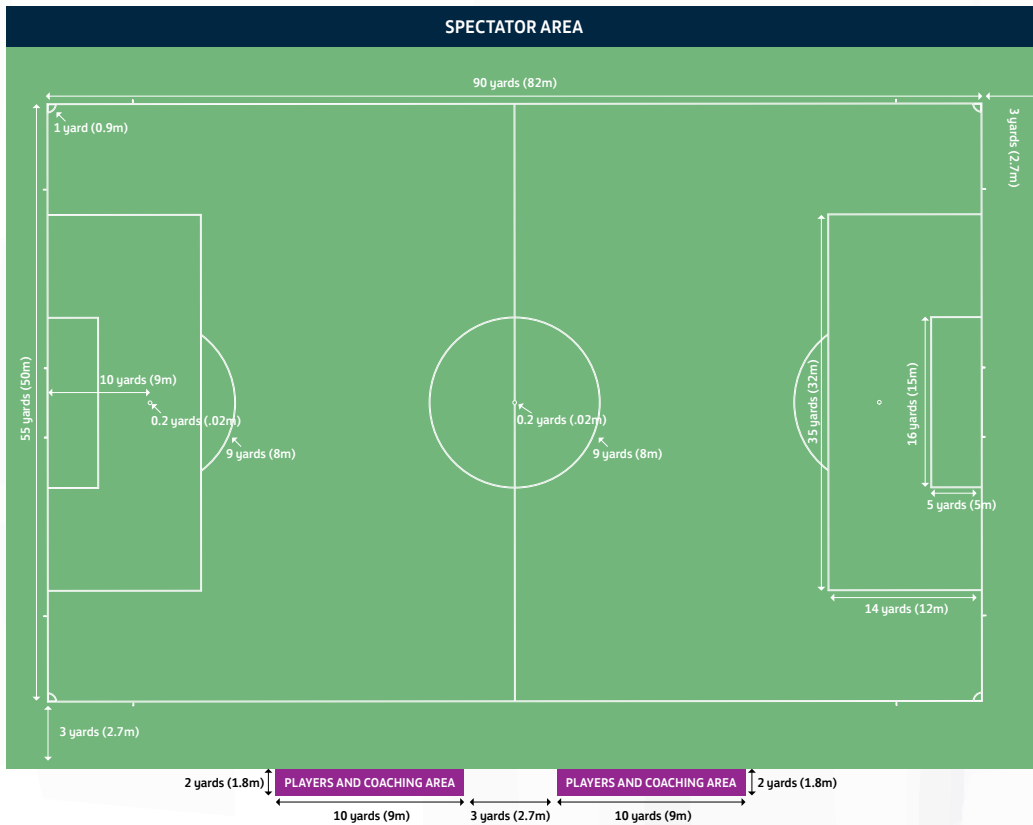 SPECTATOR AREA
90 yards (82m)
1 yard (0.9m)
3 yards (2.7m)
55 yards (50m)
10 yards (9m)
0.2 yards (.02m)
9 yards (8m)
0.2 yards (.02m)
9 yards (8m)
35 yards (32m)
16 yards (15m)
5 yards (5m)
14 yards (12m)
3 yards (2.7m)
2 yards (1.8m)
PLAYERS AND COACHING AREA
PLAYERS AND COACHING AREA
2 yards (1.8m)
10 yards (9m)
3 yards (2.7m)
10 yards (9m)